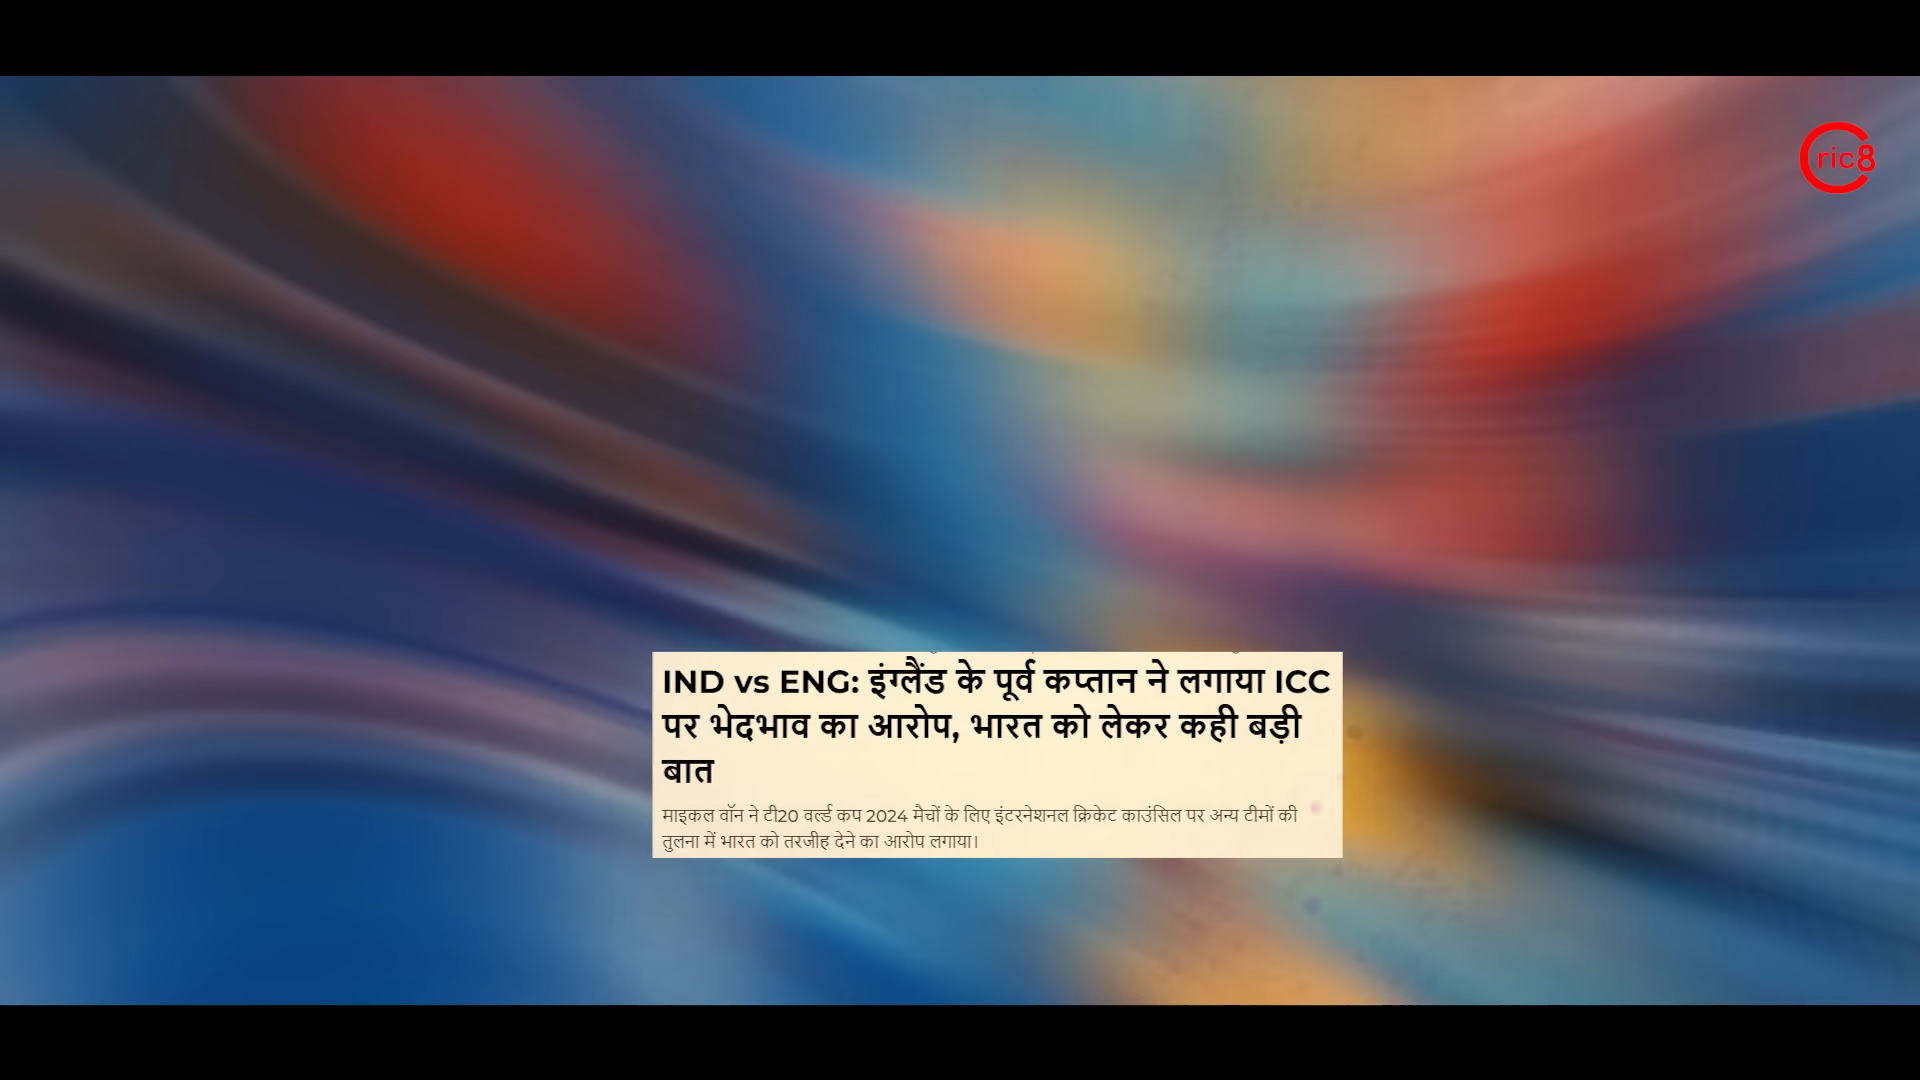 Cric8
IND vs ENG: इंग्लैंड के पूर्व कप्तान ने लगाया ICC
पर भेदभाव का आरोप, भारत को लेकर कही बड़ी
बात
माइकल वॉन ने टी20 वर्ल्ड कप 2024 मैचों के लिए इंटरनेशनल क्रिकेट काउंसिल पर अन्य टीमों की
तुलना में भारत को तरजीह देने का आरोप लगाया।